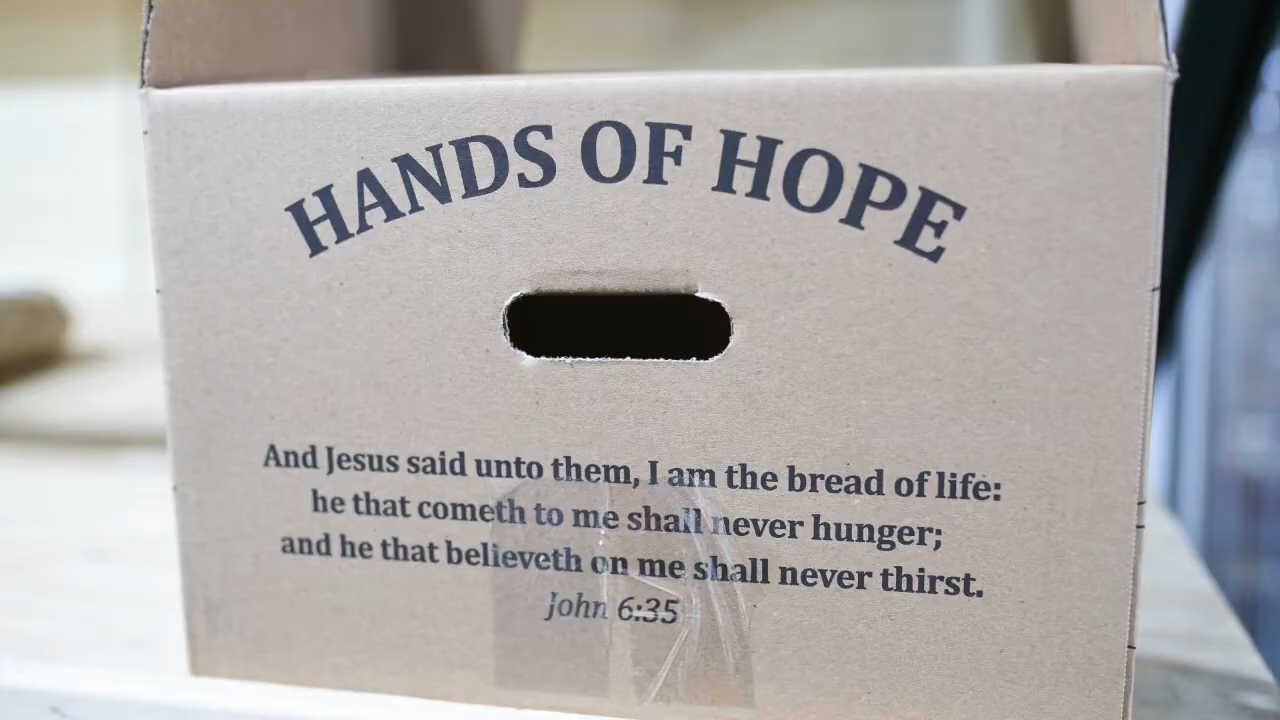 HANDS OF HOPE
And Jesus said unto them, I am the bread of life:
he that cometh to me shall never hunger;
and he that believeth on me shall never thirst.
John 6:35